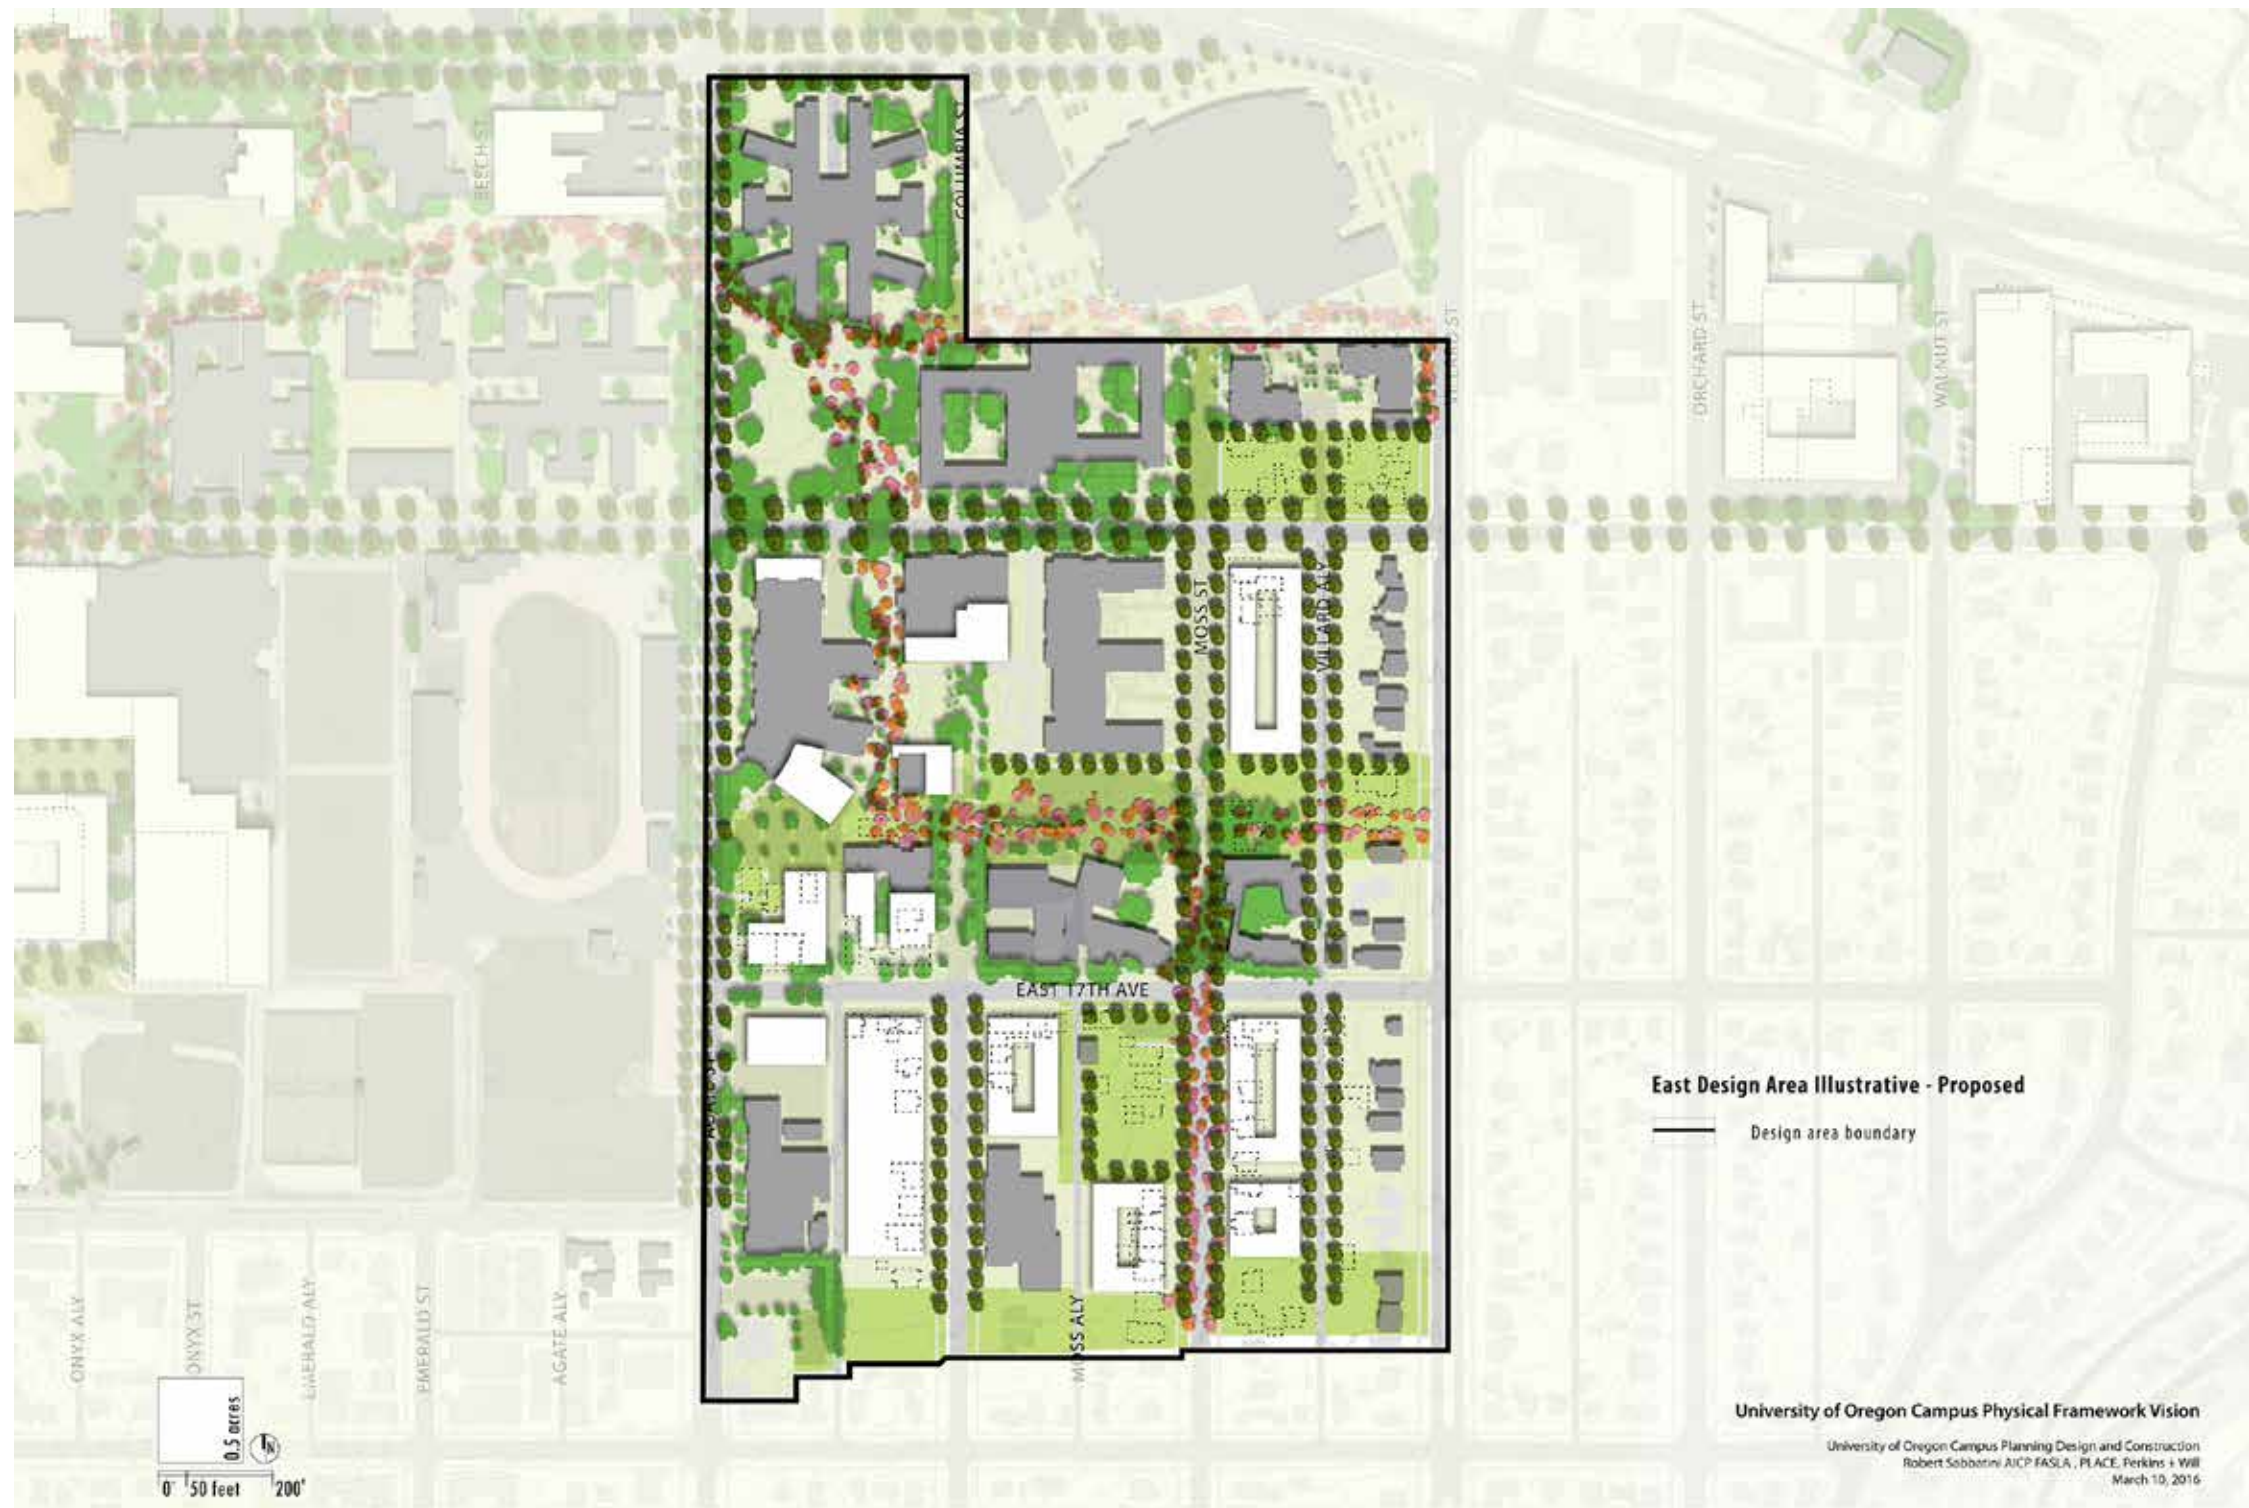 COLUMBIA ST
BEECH ST
VILLARD ST
ORCHARD ST
WALNUT ST
MOSS ST
VILLARD ALY
EAST 17TH AVE
AGATE ST
East Design Area Illustrative - Proposed
Design area boundary
ONYX ALY
ONYX ST
EMERALD ALY
EMERALD ST
AGATE ALY
MOSS ALY
0.5 acres
N
0' 50 feet 200'
University of Oregon Campus Physical Framework Vision
University of Oregon Campus Planning Design and Construction
Robert Sabbatini AICP FASLA , PLACE, Perkins + Will
March 10, 2016